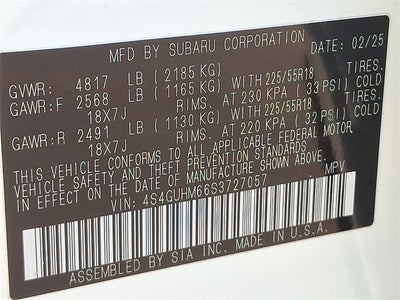 MFD BY SUBARU CORPORATION DATE: 02/25
GVWR: 4817 LB (2185 KG) TIRES.
GAWR:F 2568 LB (1165 KG) WITH 225/55R18
18X7J RIMS. AT 230 KPA (33 PSI) COLD
GAWR:R 2491 LB (1130 KG) WITH 225/55R18 TIRES.
18X7J RIMS. AT 220 KPA (32 PSI) COLD
THIS VEHICLE CONFORMS TO ALL APPLICABLE FEDERAL MOTOR
VEHICLE SAFETY AND THEFT PREVENTION STANDARDS
IN EFFECT ON THE DATE OF MANUFACTURE SHOWN ABOVE.
VIN: 4S4GUHM66S3727057 MPV
ASSEMBLED BY SIA INC. MADE IN U.S.A.